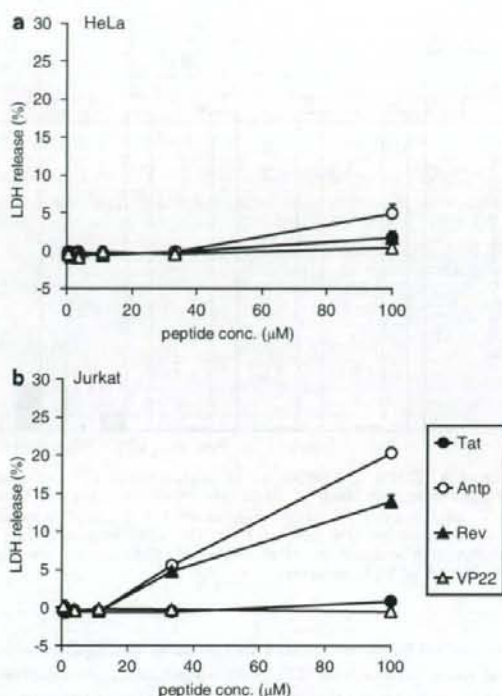 a HeLa
30
25
20
15
10
5
0
-5
LDH release (%)
0 20 40 60 80 100
peptide conc. (μM)
b Jurkat
30
25
20
15
10
5
0
-5
LDH release (%)
0 20 40 60 80 100
peptide conc. (μM)
Tat
Antp
Rev
VP22